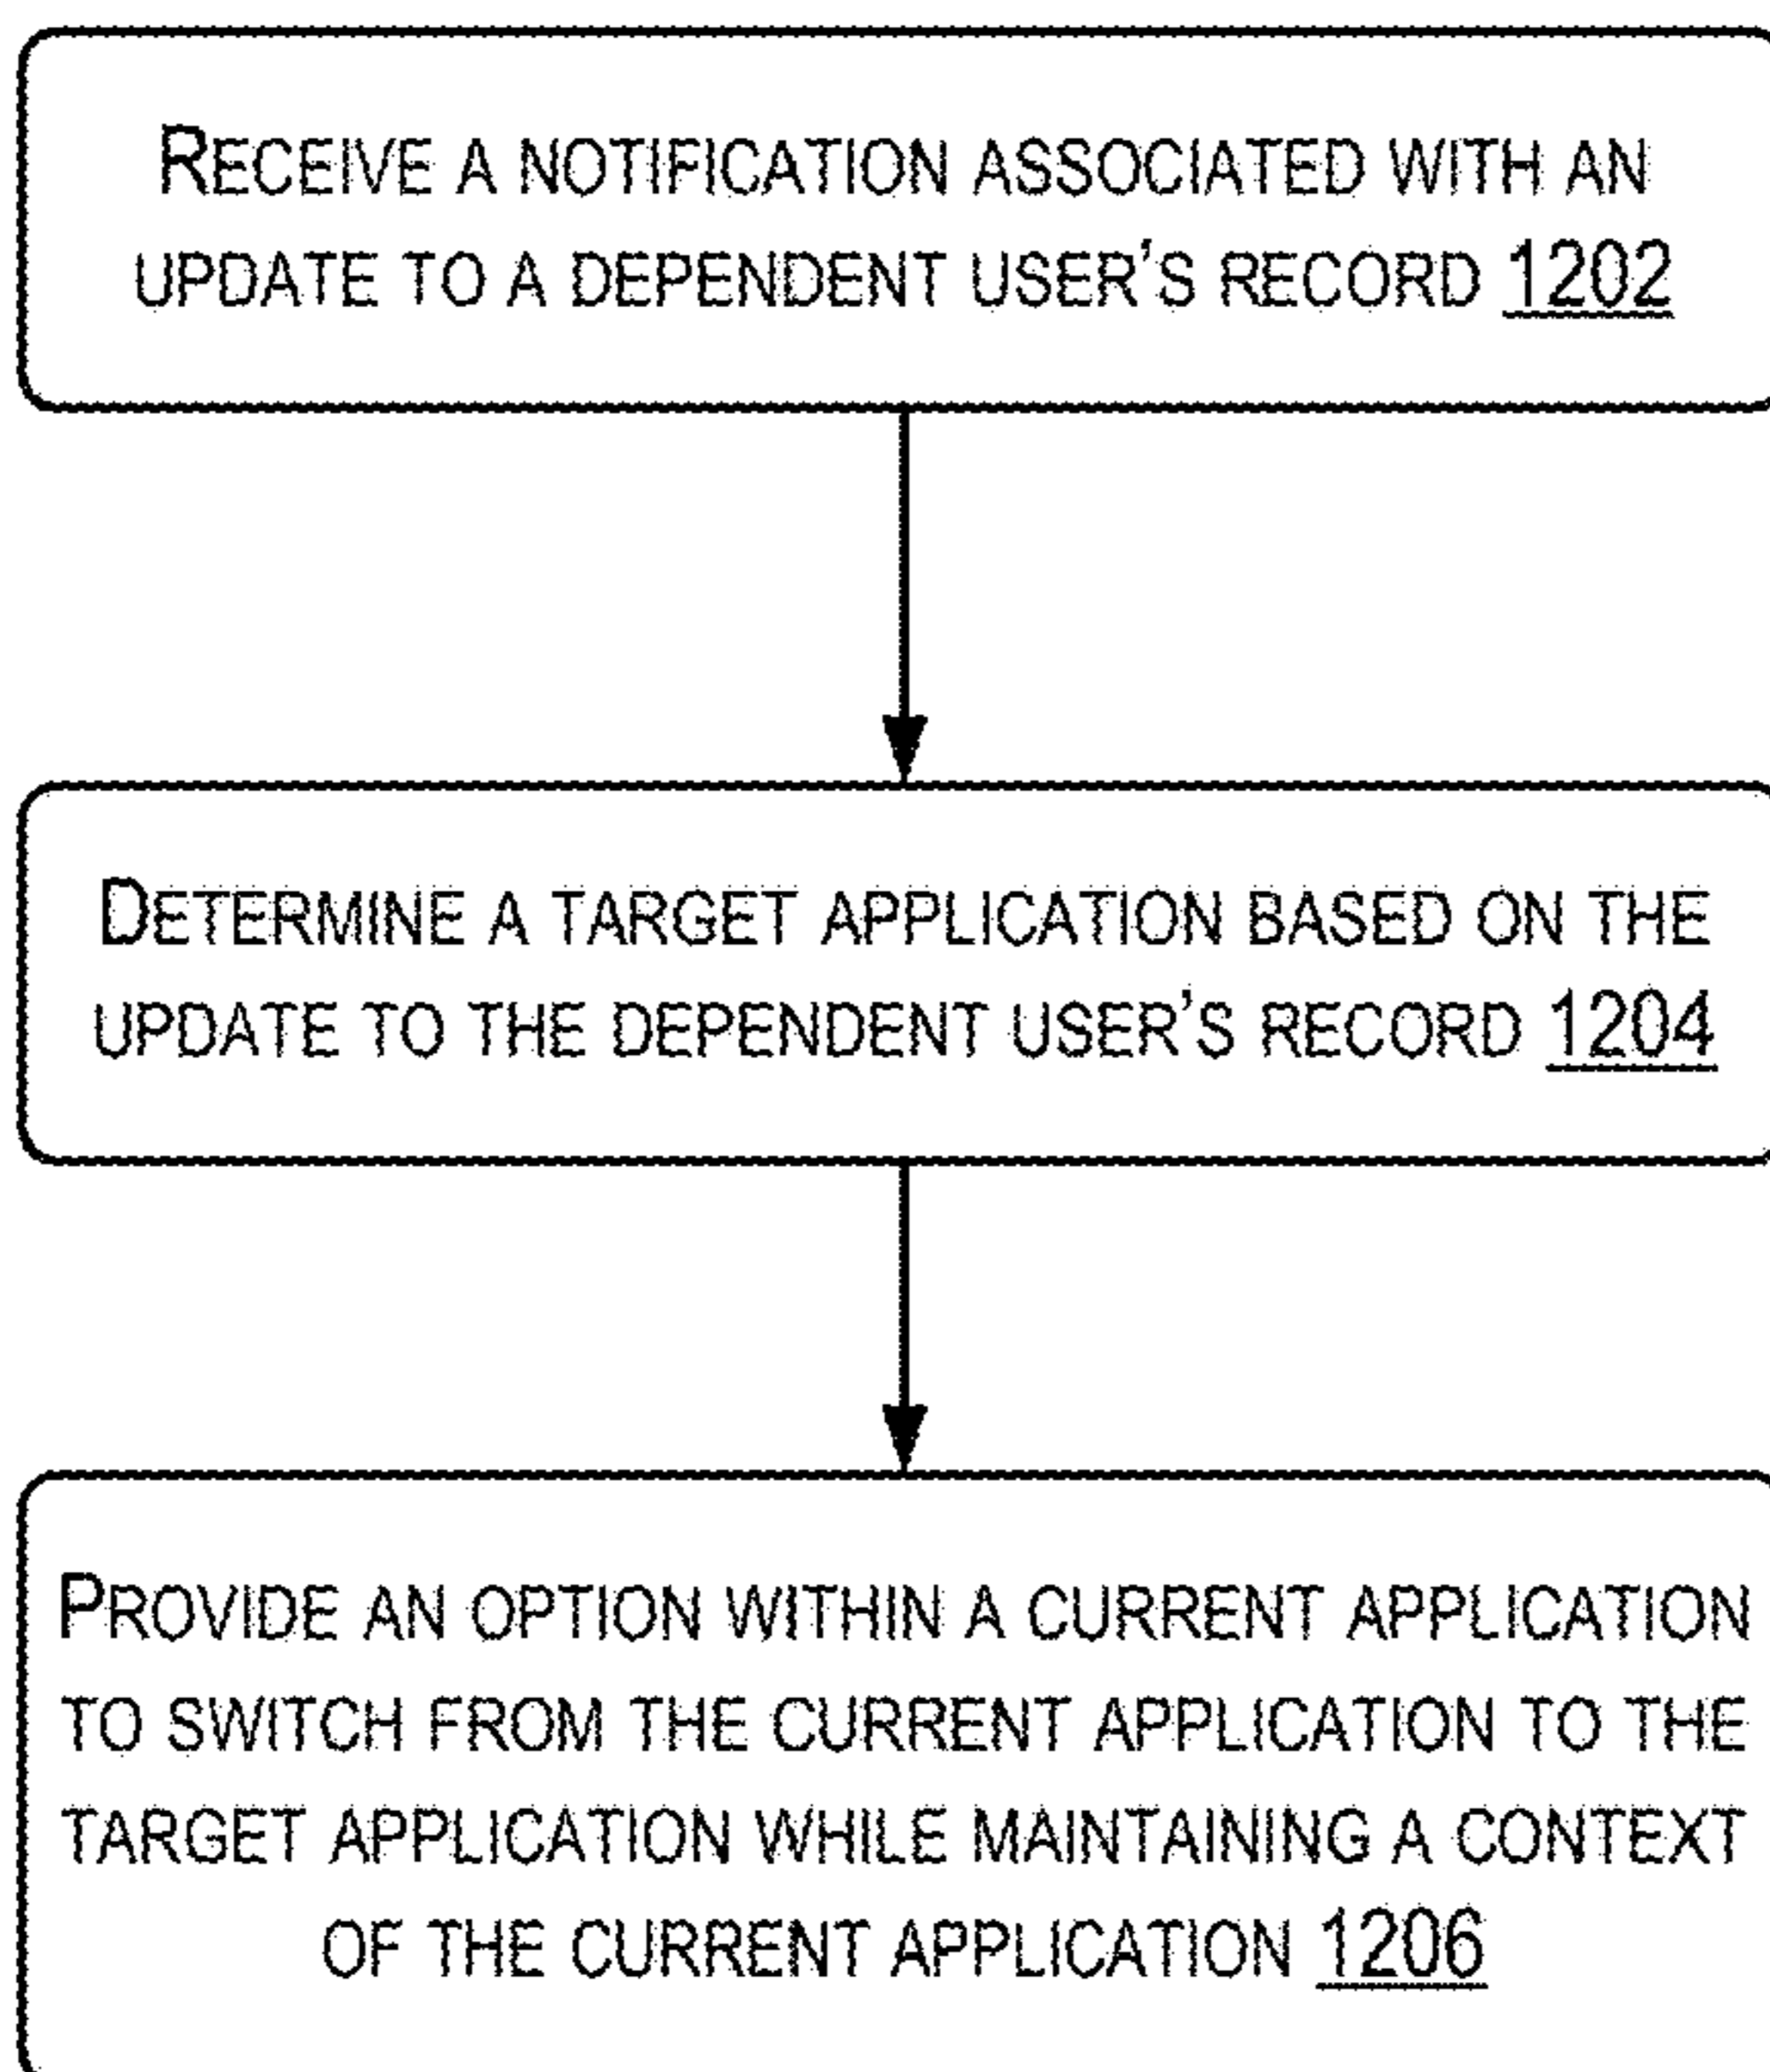 RECEIVE A NOTIFICATION ASSOCIATED WITH AN
UPDATE TO A DEPENDENT USER'S RECORD 1202
DETERMINE A TARGET APPLICATION BASED ON THE
UPDATE TO THE DEPENDENT USER'S RECORD 1204
PROVIDE AN OPTION WITHIN A CURRENT APPLICATION
TO SWITCH FROM THE CURRENT APPLICATION TO THE
TARGET APPLICATION WHILE MAINTAINING A CONTEXT
OF THE CURRENT APPLICATION 1206